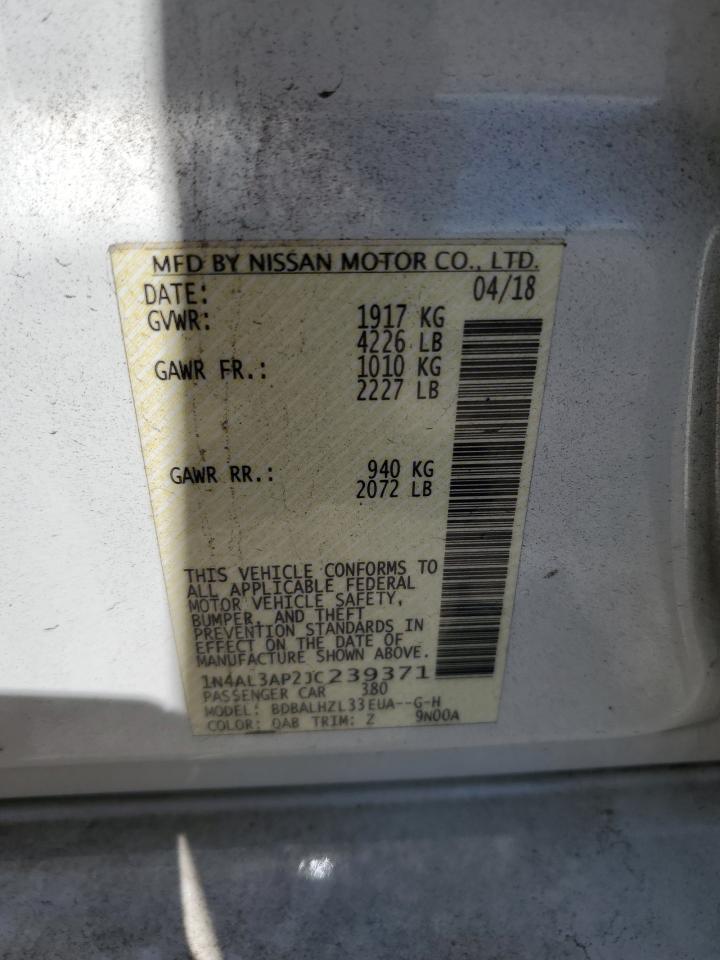 MFD BY NISSAN MOTOR CO., LTD.
DATE: 04/18
GVWR: 1917 KG
4226 LB
GAWR FR.: 1010 KG
2227 LB
GAWR RR.: 940 KG
2072 LB
THIS VEHICLE CONFORMS TO
ALL APPLICABLE FEDERAL
MOTOR VEHICLE SAFETY,
BUMPER, AND THEFT
PREVENTION STANDARDS IN
EFFECT ON THE DATE OF
MANUFACTURE SHOWN ABOVE.
1N4AL3AP2JC239371
PASSENGER CAR 380
MODEL: BDBALHZL33EUA--G-H
COLOR: QAB TRIM: Z 9N00A